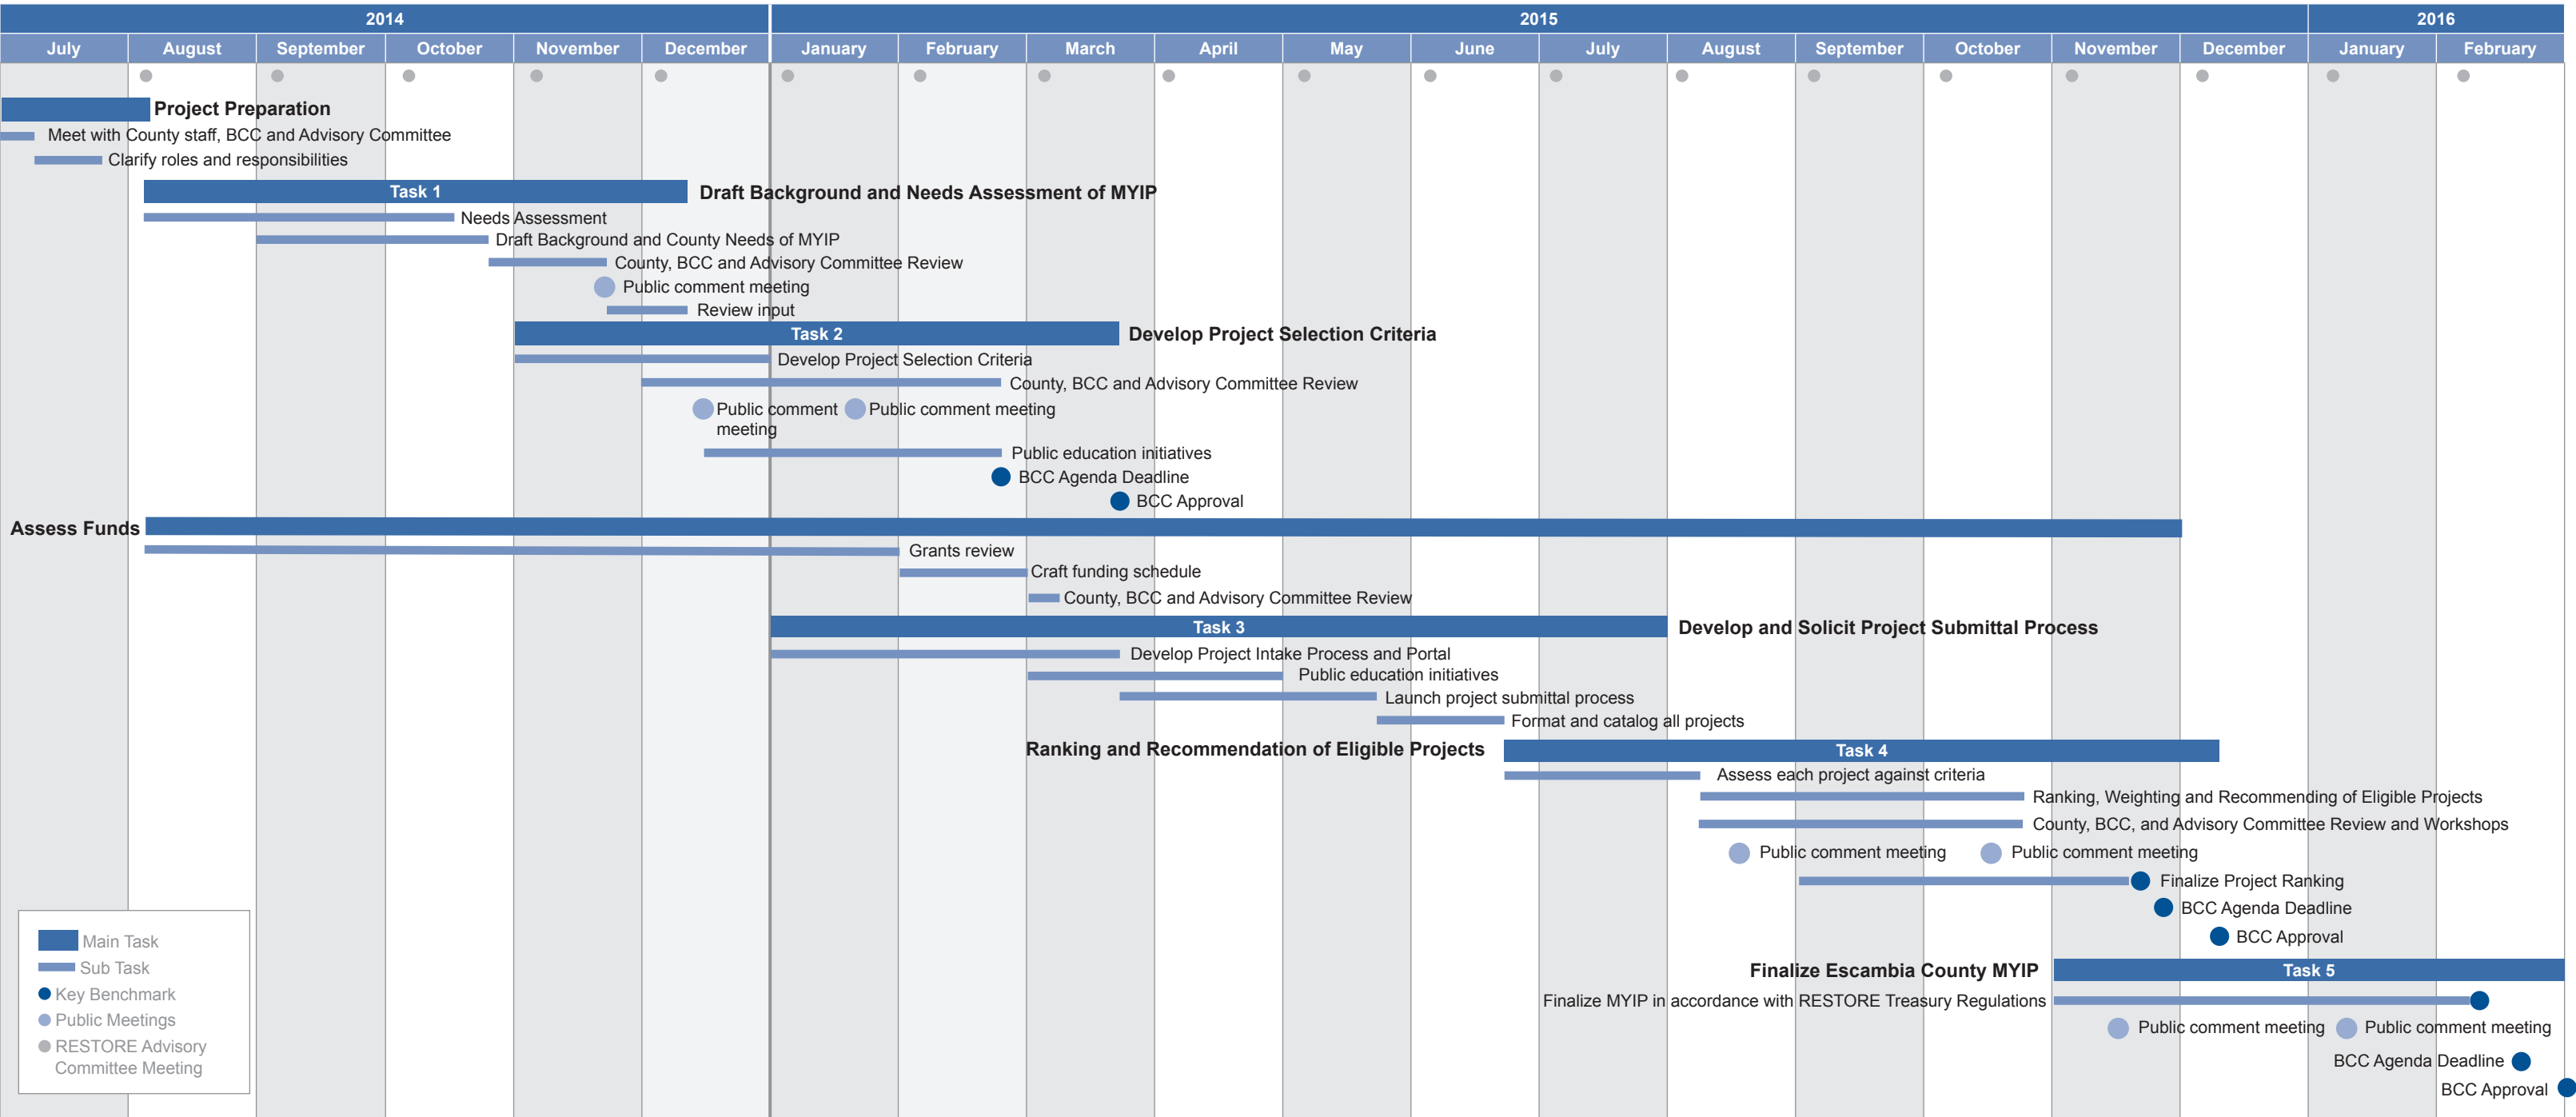 2014 2015 2016
July August September October November December January February March April May June July August September October November December January February
Project Preparation
Meet with County staff, BCC and Advisory Committee
Clarify roles and responsibilities
Task 1 Draft Background and Needs Assessment of MYIP
Needs Assessment
Draft Background and County Needs of MYIP
County, BCC and Advisory Committee Review
Public comment meeting
Review input
Task 2 Develop Project Selection Criteria
Develop Project Selection Criteria
County, BCC and Advisory Committee Review
Public comment
meeting
Public comment meeting
Public education initiatives
BCC Agenda Deadline
BCC Approval
Assess Funds
Grants review
Craft funding schedule
County, BCC and Advisory Committee Review
Task 3 Develop and Solicit Project Submittal Process
Develop Project Intake Process and Portal
Public education initiatives
Launch project submittal process
Format and catalog all projects
Ranking and Recommendation of Eligible Projects Task 4
Assess each project against criteria
Ranking, Weighting and Recommending of Eligible Projects
County, BCC, and Advisory Committee Review and Workshops
Public comment meeting Public comment meeting
Finalize Project Ranking
BCC Agenda Deadline
BCC Approval
Finalize Escambia County MYIP Task 5
Finalize MYIP in accordance with RESTORE Treasury Regulations
Public comment meeting Public comment meeting
BCC Agenda Deadline
BCC Approval
Main Task
Sub Task
Key Benchmark
Public Meetings
RESTORE Advisory
Committee Meeting